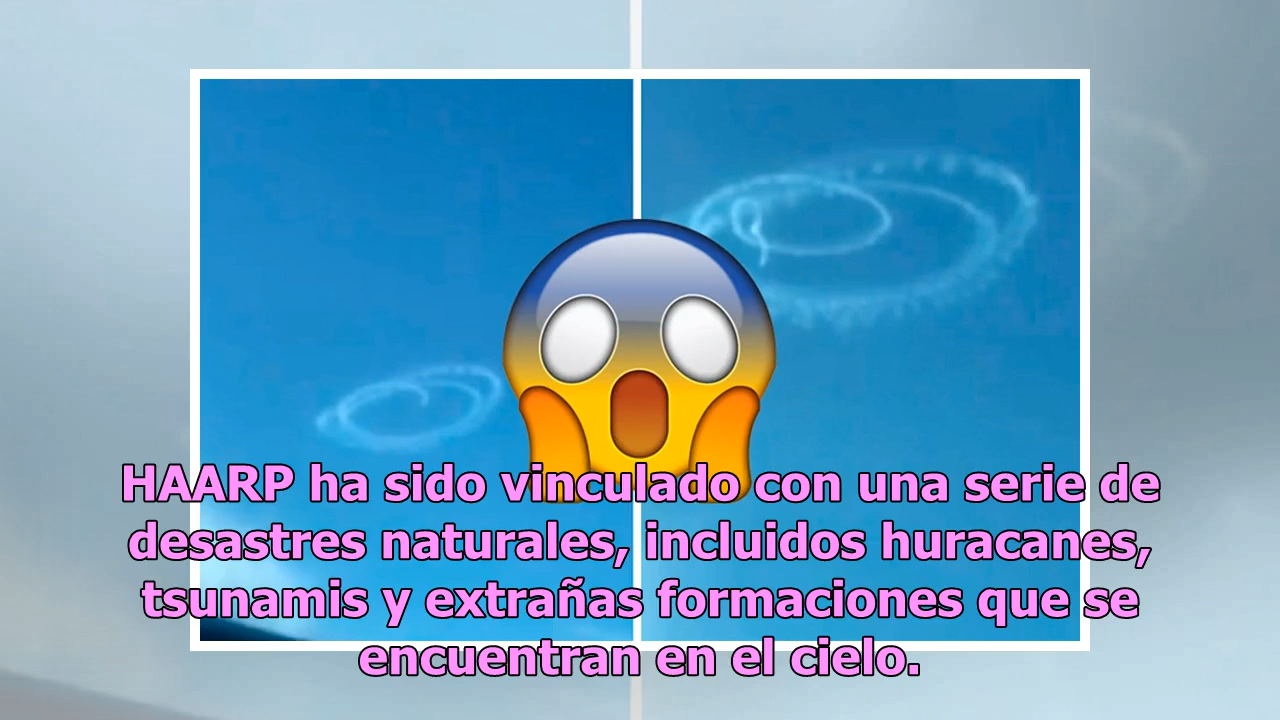 HAARP ha sido vinculado con una serie de
desastres naturales, incluidos huracanes,
tsunamis y extrañas formaciones que se
encuentran en el cielo.